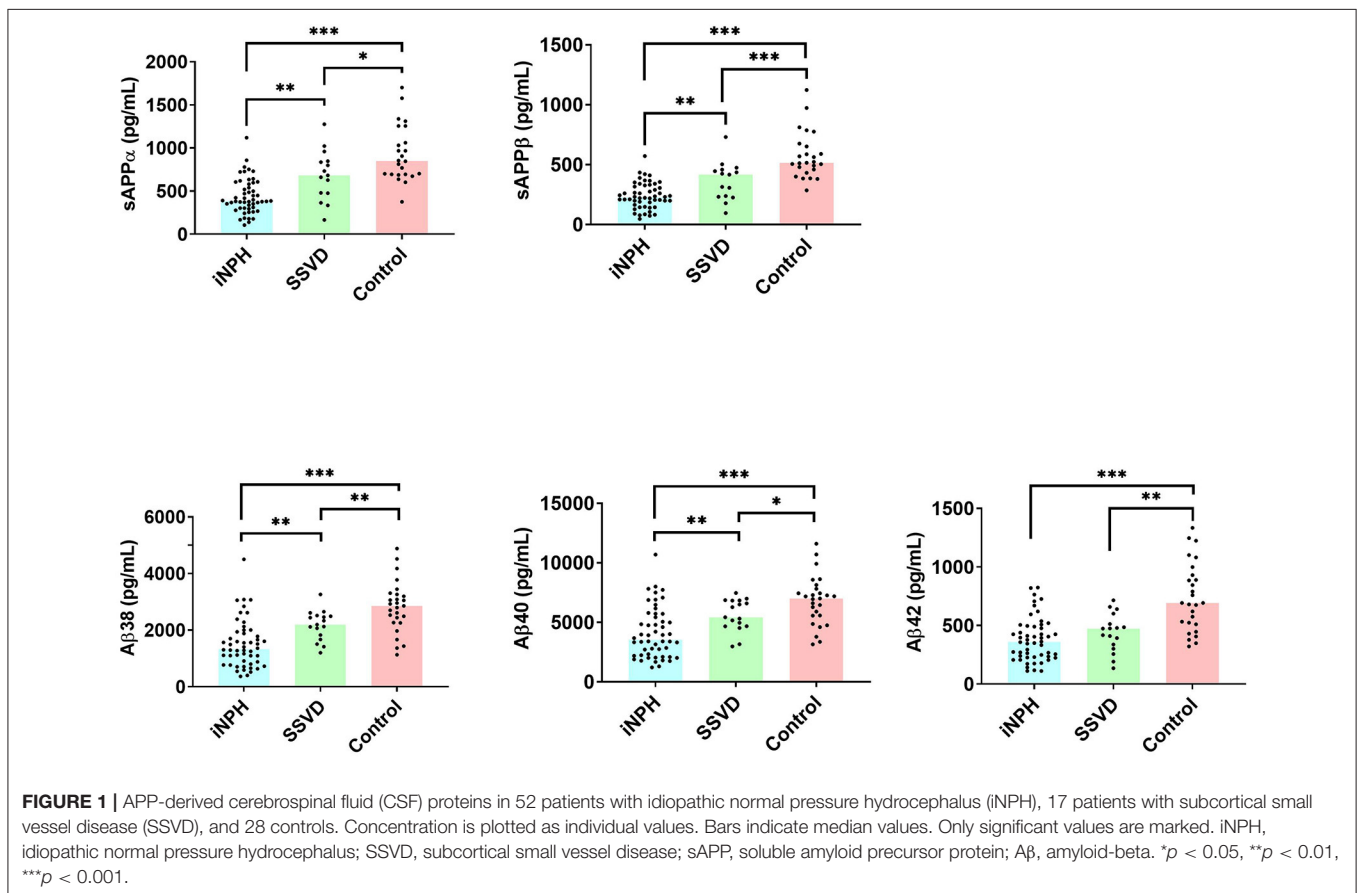 ***
*
**
sAPPα (pg/mL)
2000
1500
1000
500
0
iNPH
SSVD
Control
***
***
**
sAPPβ (pg/mL)
1500
1000
500
0
iNPH
SSVD
Control
***
**
**
Aβ38 (pg/mL)
6000
4000
2000
0
iNPH
SSVD
Control
***
*
**
Aβ40 (pg/mL)
15000
10000
5000
0
iNPH
SSVD
Control
***
**
Aβ42 (pg/mL)
1500
1000
500
0
iNPH
SSVD
Control
FIGURE 1 | APP-derived cerebrospinal fluid (CSF) proteins in 52 patients with idiopathic normal pressure hydrocephalus (iNPH), 17 patients with subcortical small
vessel disease (SSVD), and 28 controls. Concentration is plotted as individual values. Bars indicate median values. Only significant values are marked. iNPH,
idiopathic normal pressure hydrocephalus; SSVD, subcortical small vessel disease; sAPP, soluble amyloid precursor protein; Aβ, amyloid-beta. *p < 0.05, **p < 0.01,
***p < 0.001.